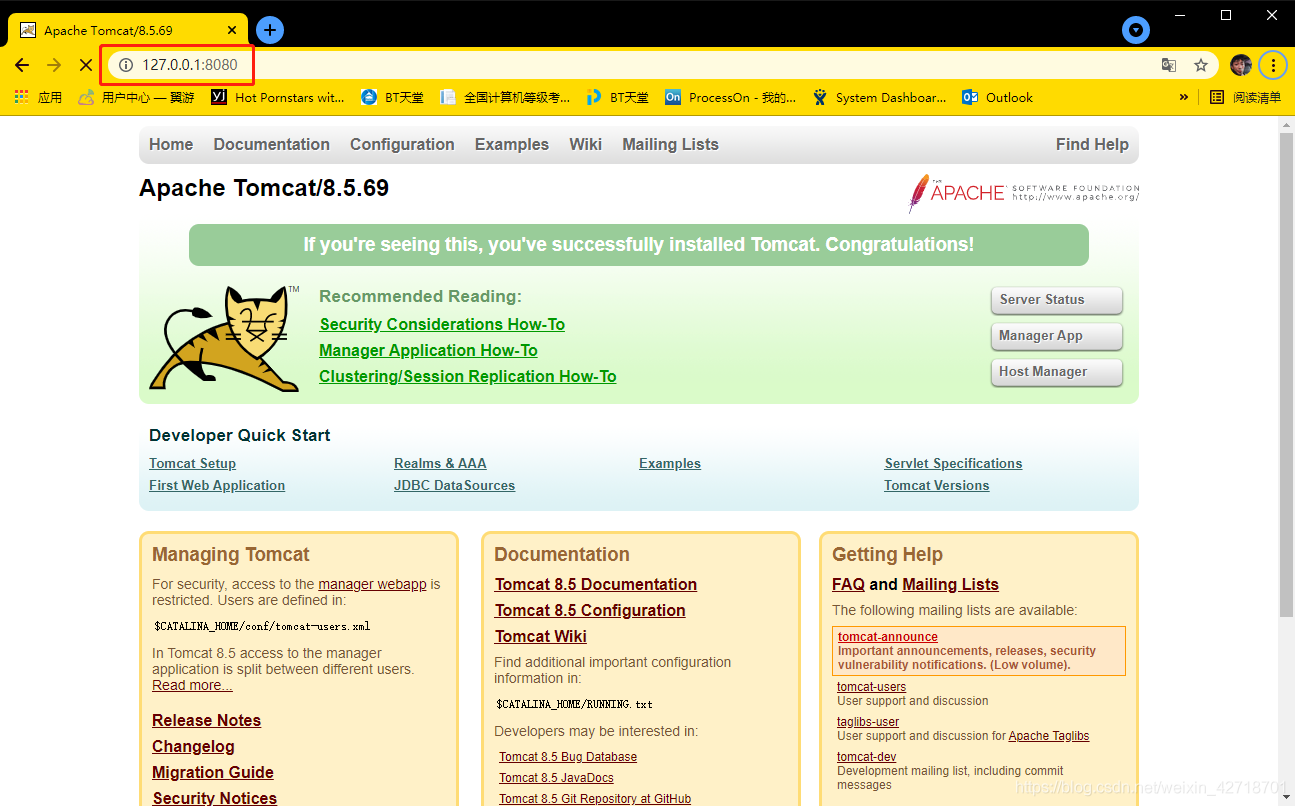 Apache Tomcat/8.5.69
127.0.0.1:8080
应用 用户中心 — 翼游 Hot Pornstars wit... BT天堂 全国计算机等级考... BT天堂 ProcessOn - 我的... System Dashboar... Outlook » 阅读清单
Home Documentation Configuration Examples Wiki Mailing Lists Find Help
Apache Tomcat/8.5.69
THE APACHE SOFTWARE FOUNDATION
http://www.apache.org/
If you're seeing this, you've successfully installed Tomcat. Congratulations!
TM
Recommended Reading:
Security Considerations How-To
Manager Application How-To
Clustering/Session Replication How-To
Server Status
Manager App
Host Manager
Developer Quick Start
Tomcat Setup Realms & AAA Examples Servlet Specifications
First Web Application JDBC DataSources Tomcat Versions
Managing Tomcat
For security, access to the manager webapp is
restricted. Users are defined in:
$CATALINA_HOME/conf/tomcat-users.xml
In Tomcat 8.5 access to the manager
application is split between different users.
Read more...
Release Notes
Changelog
Migration Guide
Security Notices
Documentation
Tomcat 8.5 Documentation
Tomcat 8.5 Configuration
Tomcat Wiki
Find additional important configuration
information in:
$CATALINA_HOME/RUNNING.txt
Developers may be interested in:
Tomcat 8.5 Bug Database
Tomcat 8.5 JavaDocs
Tomcat 8.5 Git Repository at GitHub
Getting Help
FAQ and Mailing Lists
The following mailing lists are available:
tomcat-announce
Important announcements, releases, security
vulnerability notifications. (Low volume).
tomcat-users
User support and discussion
taglibs-user
User support and discussion for Apache Taglibs
tomcat-dev
Development mailing list, including commit
messages
https://blog.csdn.net/weixin_42718701